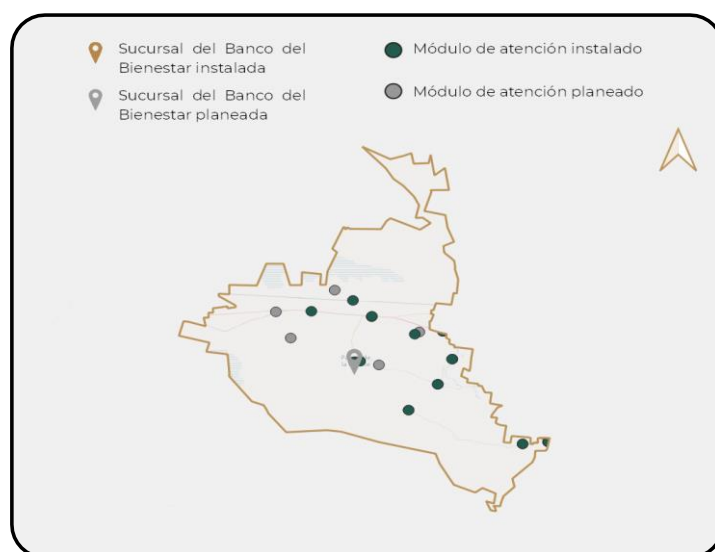 Sucursal del Banco del
Bienestar instalada
Módulo de atención instalado
Sucursal del Banco del
Bienestar planeada
Módulo de atención planeado